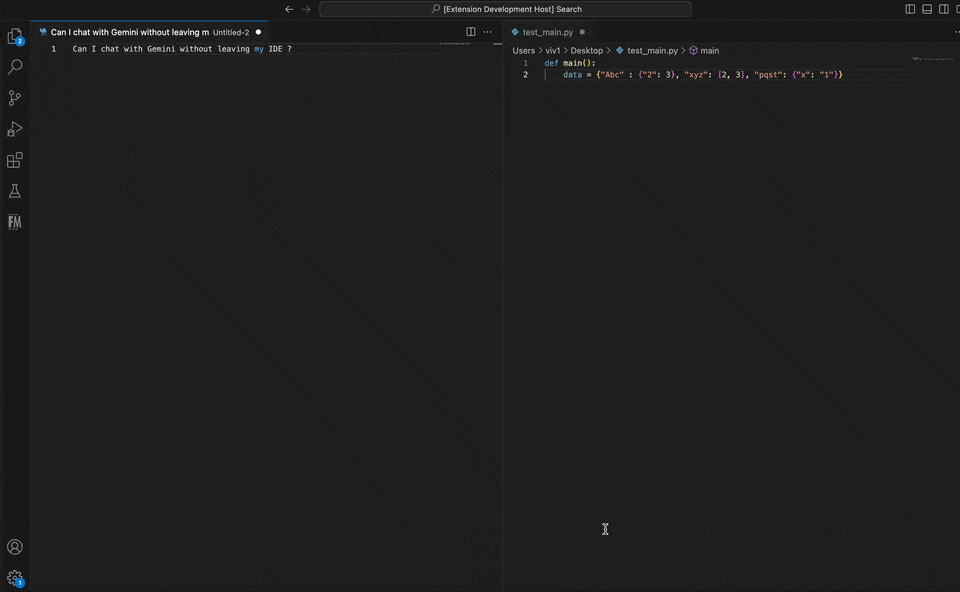 [Extension Development Host] Search
Can I chat with Gemini without leaving m Untitled-2
1 Can I chat with Gemini without leaving my IDE ?
test_main.py
Users > viv1 > Desktop > test_main.py > main
1 def main():
2 data = {"Abc" : {"2": 3}, "xyz": [2, 3], "pqst": {"x": "1"}}
2
FM
1